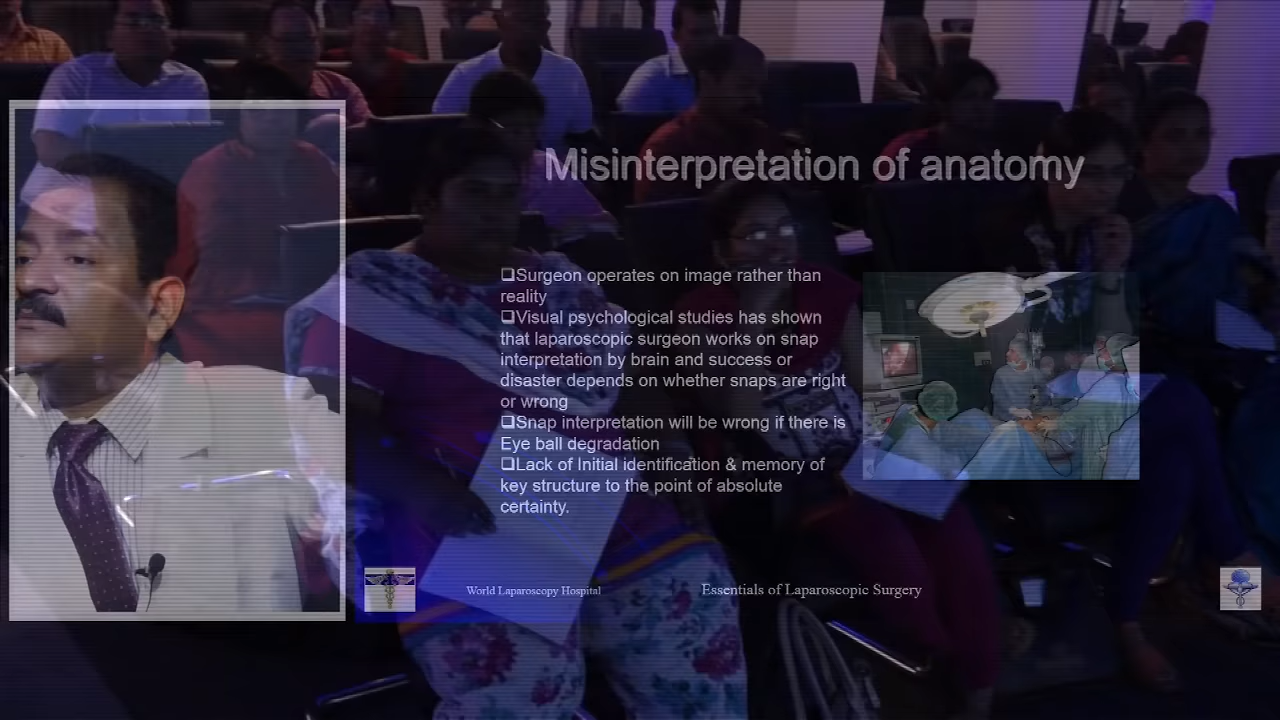 Misinterpretation of anatomy
❑Surgeon operates on image rather than
reality
❑Visual psychological studies has shown
that laparoscopic surgeon works on snap
interpretation by brain and success or
disaster depends on whether snaps are right
or wrong
❑Snap interpretation will be wrong if there is
Eye ball degradation
❑Lack of Initial identification & memory of
key structure to the point of absolute
certainty.
World Laparoscopy Hospital
Essentials of Laparoscopic Surgery